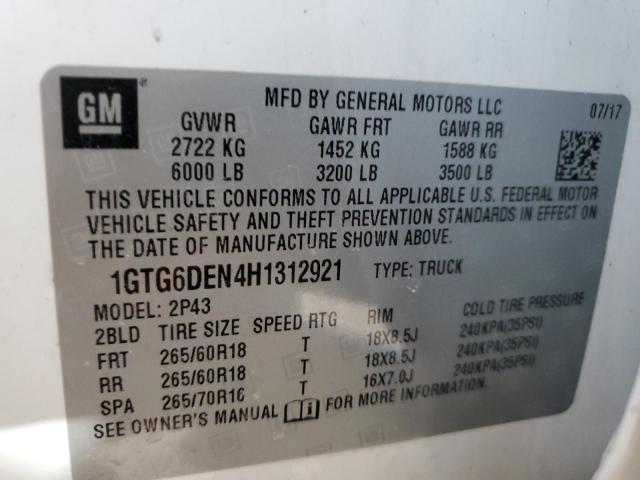 GM
MFD BY GENERAL MOTORS LLC 07/17
GVWR GAWR FRT GAWR RR
2722 KG 1452 KG 1588 KG
6000 LB 3200 LB 3500 LB
THIS VEHICLE CONFORMS TO ALL APPLICABLE U.S. FEDERAL MOTOR
VEHICLE SAFETY AND THEFT PREVENTION STANDARDS IN EFFECT ON
THE DATE OF MANUFACTURE SHOWN ABOVE.
1GTG6DEN4H1312921 TYPE: TRUCK
MODEL: 2P43
2BLD TIRE SIZE SPEED RTG RIM COLD TIRE PRESSURE
FRT 265/60R18 T 18X8.5J 240KPA(35PSI)
RR 265/60R18 T 18X8.5J 240KPA(35PSI)
SPA 265/70R16 T 16X7.0J 240KPA(35PSI)
SEE OWNER'S MANUAL FOR MORE INFORMATION.